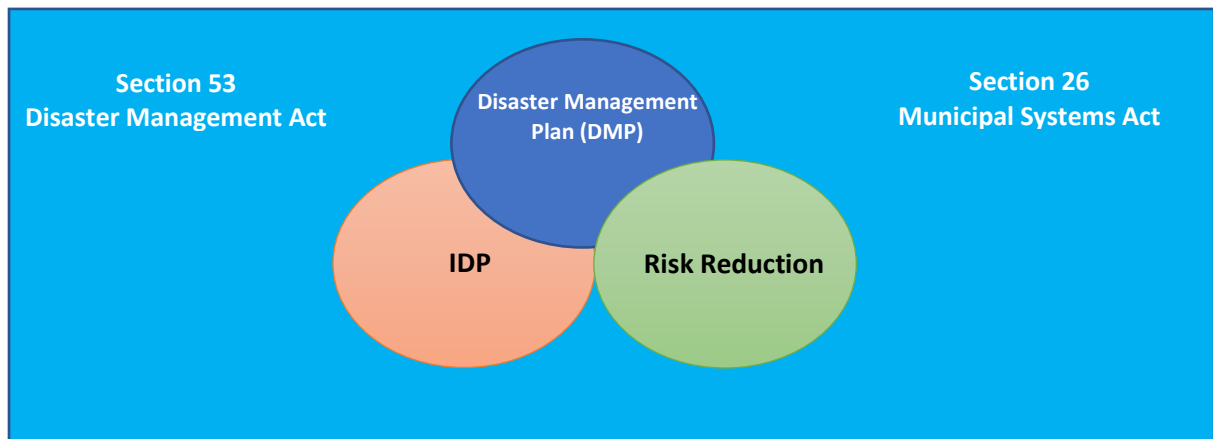 Section 53
Disaster Management Act
Disaster Management
Plan (DMP)
Section 26
Municipal Systems Act
IDP
Risk Reduction